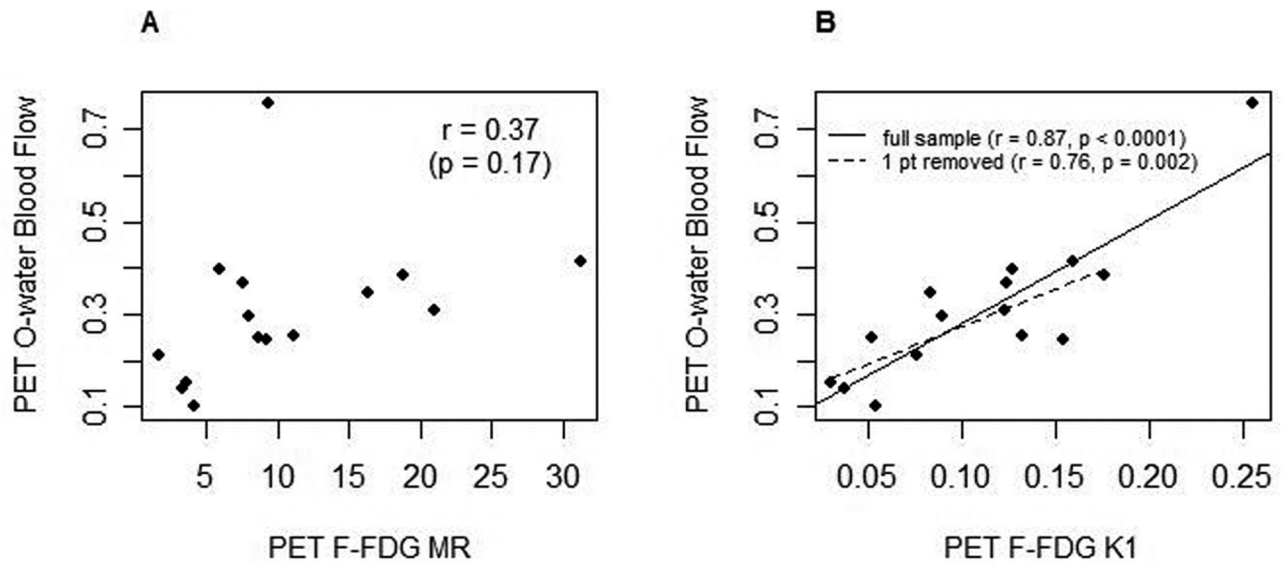 A
PET O-water Blood Flow
0.1 0.3 0.5 0.7
r = 0.37
(p = 0.17)
5 10 15 20 25 30
PET F-FDG MR
B
PET O-water Blood Flow
0.1 0.3 0.5 0.7
full sample (r = 0.87, p < 0.0001)
1 pt removed (r = 0.76, p = 0.002)
0.05 0.10 0.15 0.20 0.25
PET F-FDG K1